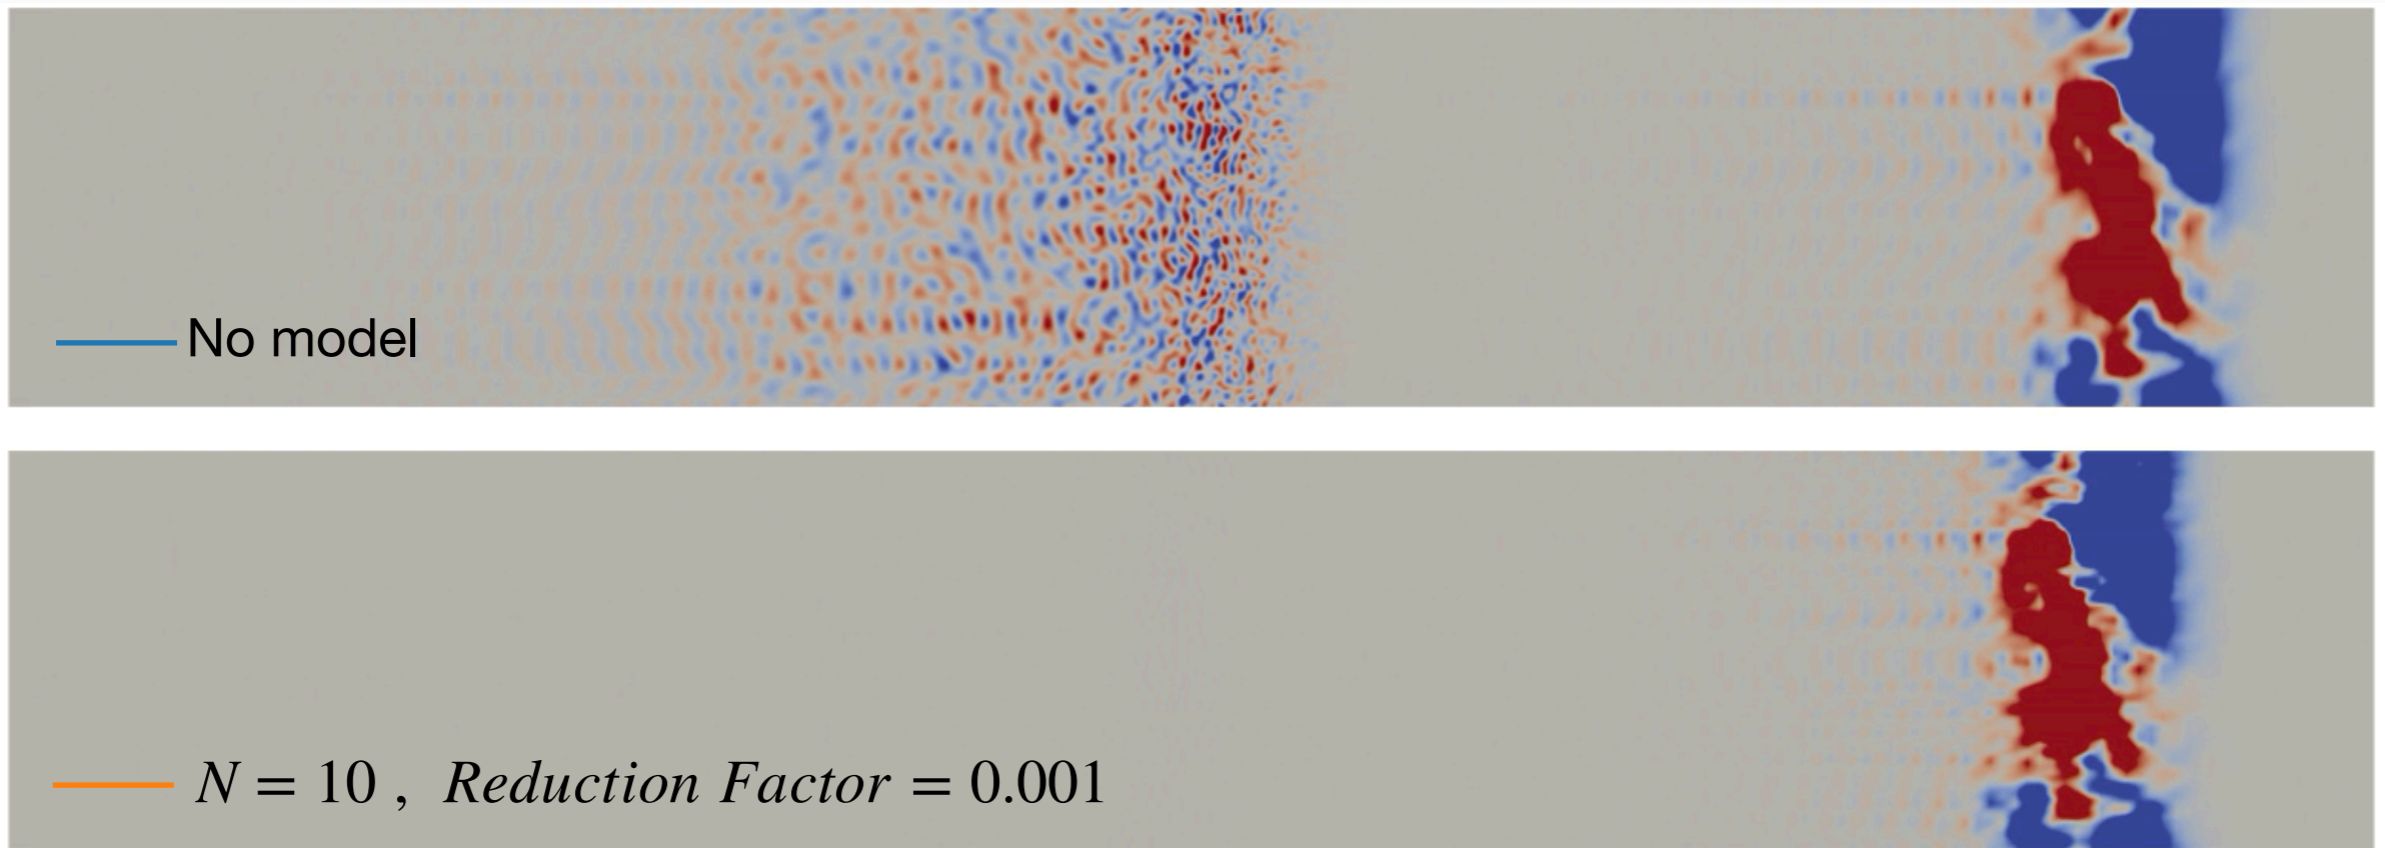 No model
N = 10 , Reduction Factor = 0.001